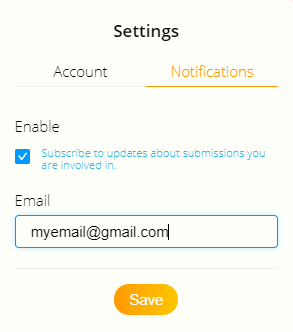 Settings
Account Notifications
Enable
Subscribe to updates about submissions you
are involved in.
Email
myemail@gmail.com
Save